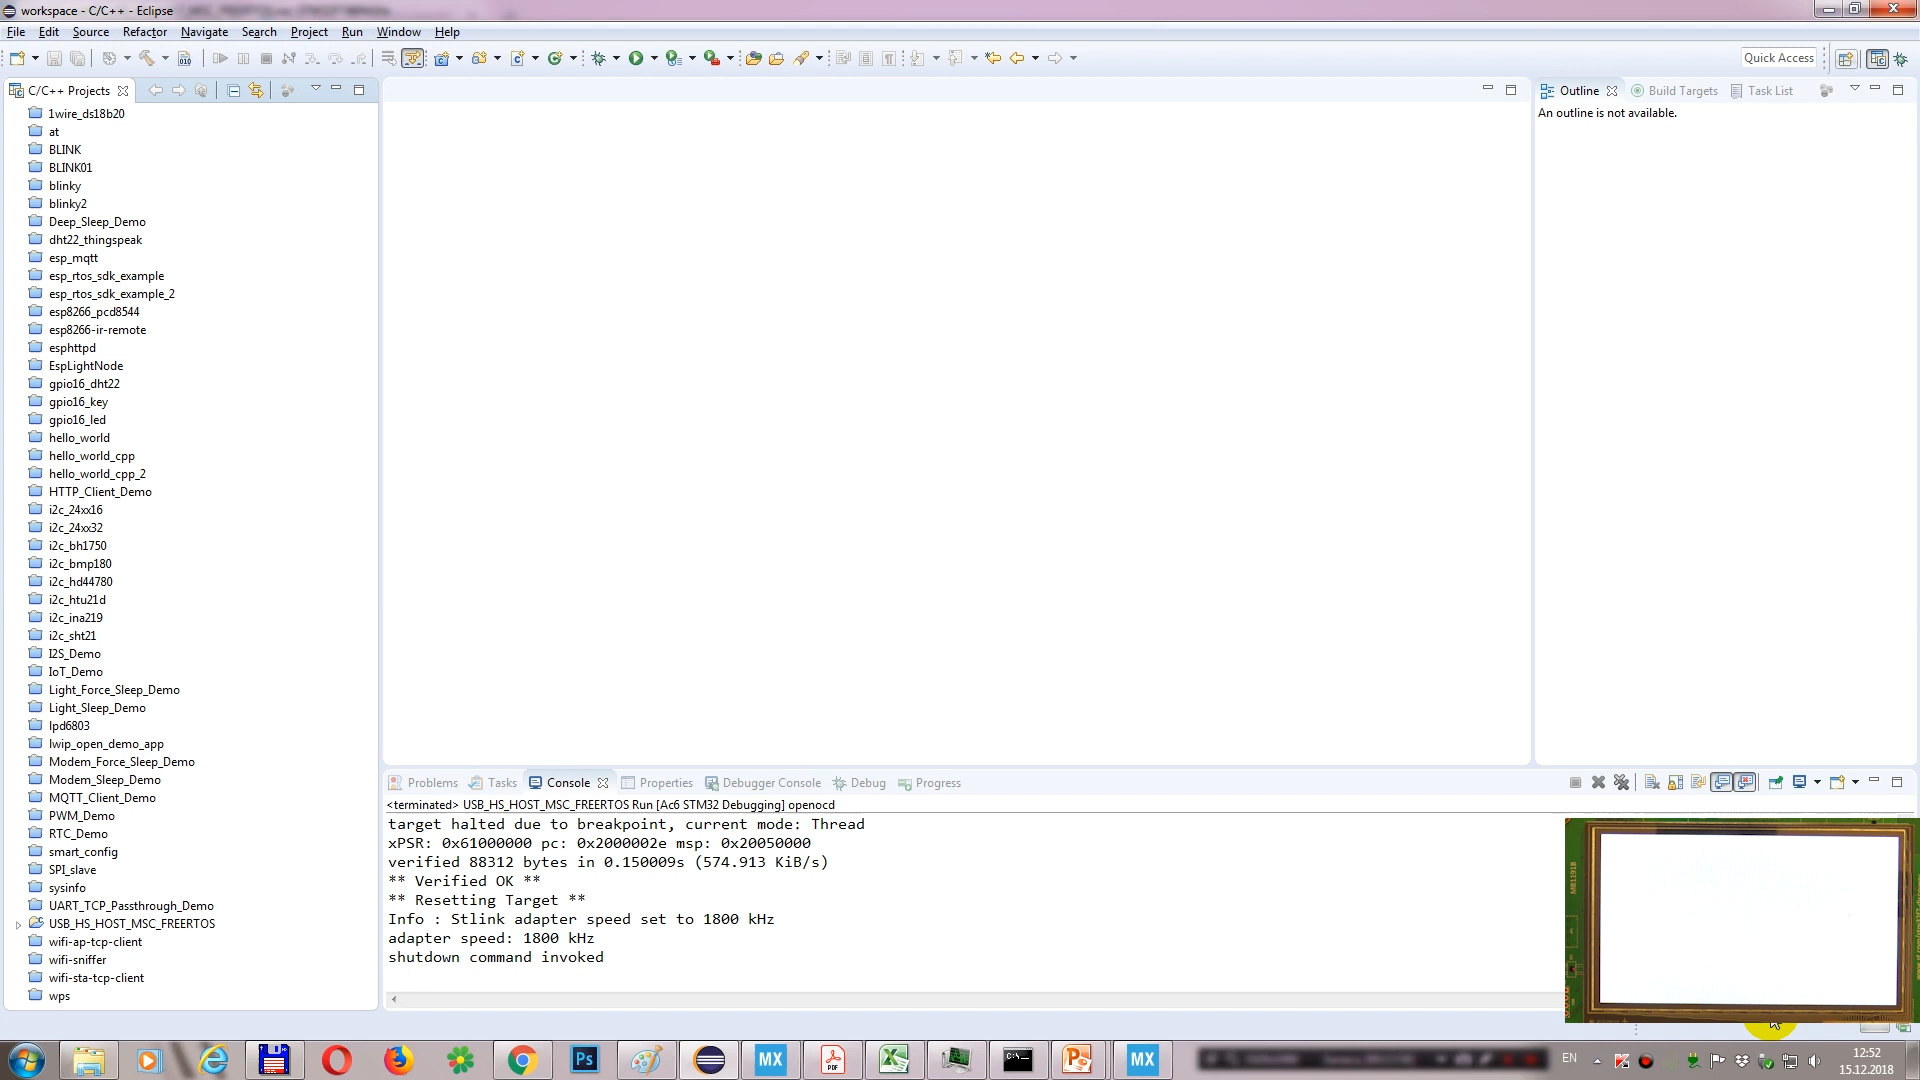 workspace - C/C++ - Eclipse
File Edit Source Refactor Navigate Search Project Run Window Help
Quick Access
C/C++ Projects
1wire_ds18b20
at
BLINK
BLINK01
blinky
blinky2
Deep_Sleep_Demo
dht22_thingspeak
esp_mqtt
esp_rtos_sdk_example
esp_rtos_sdk_example_2
esp8266_pcd8544
esp8266-ir-remote
esphttpd
EspLightNode
gpio16_dht22
gpio16_key
gpio16_led
hello_world
hello_world_cpp
hello_world_cpp_2
HTTP_Client_Demo
i2c_24xx16
i2c_24xx32
i2c_bh1750
i2c_bmp180
i2c_hd44780
i2c_htu21d
i2c_ina219
i2c_sht21
I2S_Demo
IoT_Demo
Light_Force_Sleep_Demo
Light_Sleep_Demo
lpd6803
lwip_open_demo_app
Modem_Force_Sleep_Demo
Modem_Sleep_Demo
MQTT_Client_Demo
PWM_Demo
RTC_Demo
smart_config
SPI_slave
sysinfo
UART_TCP_Passthrough_Demo
USB_HS_HOST_MSC_FREERTOS
wifi-ap-tcp-client
wifi-sniffer
wifi-sta-tcp-client
wps
Outline Build Targets Task List
An outline is not available.
Problems Tasks Console Properties Debugger Console Debug Progress
<terminated> USB_HS_HOST_MSC_FREERTOS Run [Ac6 STM32 Debugging] openocd
target halted due to breakpoint, current mode: Thread
xPSR: 0x61000000 pc: 0x2000002e msp: 0x20050000
verified 88312 bytes in 0.150009s (574.913 KiB/s)
** Verified OK **
** Resetting Target **
Info : Stlink adapter speed set to 1800 kHz
adapter speed: 1800 kHz
shutdown command invoked
MB1191B
Ps
MX
PDF
MX
EN
12:52
15.12.2018